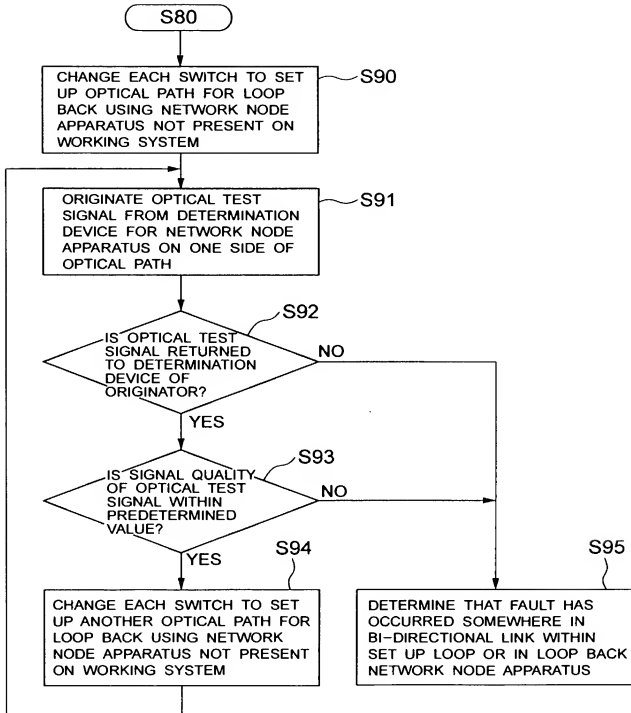 S80
S90
CHANGE EACH SWITCH TO SET
UP OPTICAL PATH FOR LOOP
BACK USING NETWORK NODE
APPARATUS NOT PRESENT ON
WORKING SYSTEM
S91
ORIGINATE OPTICAL TEST
SIGNAL FROM DETERMINATION
DEVICE FOR NETWORK NODE
APPARATUS ON ONE SIDE OF
OPTICAL PATH
S92
IS OPTICAL TEST
SIGNAL RETURNED
TO DETERMINATION
DEVICE OF
ORIGINATOR?
NO
YES
S93
IS SIGNAL QUALITY
OF OPTICAL TEST
SIGNAL WITHIN
PREDETERMINED
VALUE?
NO
YES
S94
CHANGE EACH SWITCH TO SET
UP ANOTHER OPTICAL PATH FOR
LOOP BACK USING NETWORK
NODE APPARATUS NOT PRESENT
ON WORKING SYSTEM
S95
DETERMINE THAT FAULT HAS
OCCURRED SOMEWHERE IN
BI-DIRECTIONAL LINK WITHIN
SET UP LOOP OR IN LOOP BACK
NETWORK NODE APPARATUS